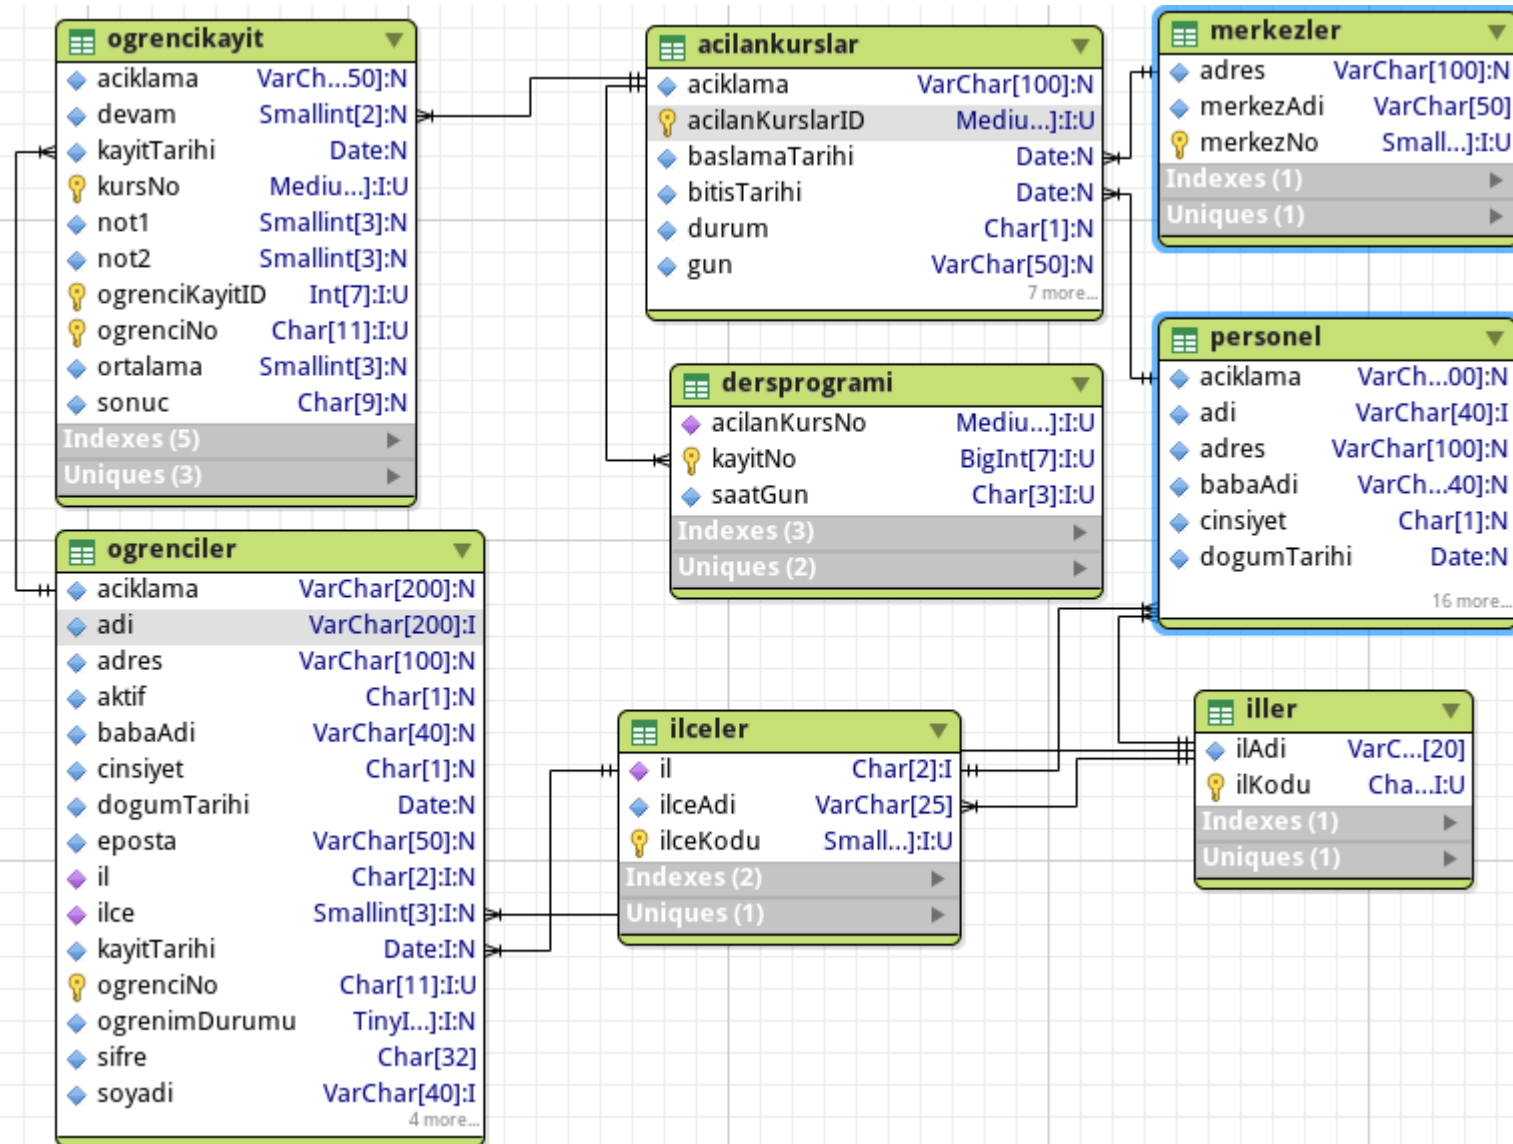 ogrencikayit
aciklama VarCh...50]:N
devam Smallint[2]:N
kayitTarihi Date:N
kursNo Mediu...]:I:U
not1 Smallint[3]:N
not2 Smallint[3]:N
ogrenciKayitID Int[7]:I:U
ogrenciNo Char[11]:I:U
ortalama Smallint[3]:N
sonuc Char[9]:N
Indexes (5)
Uniques (3)
ogrenciler
aciklama VarChar[200]:N
adi VarChar[200]:I
adres VarChar[100]:N
aktif Char[1]:N
babaAdi VarChar[40]:N
cinsiyet Char[1]:N
dogumTarihi Date:N
eposta VarChar[50]:N
il Char[2]:I:N
ilce Smallint[3]:I:N
kayitTarihi Date:I:N
ogrenciNo Char[11]:I:U
ogrenimDurumu TinyI...]:I:N
sifre Char[32]
soyadi VarChar[40]:I
4 more...
acilankurslar
aciklama VarChar[100]:N
acilanKurslarID Mediu...]:I:U
baslamaTarihi Date:N
bitisTarihi Date:N
durum Char[1]:N
gun VarChar[50]:N
7 more...
dersprogrami
acilanKursNo Mediu...]:I:U
kayitNo BigInt[7]:I:U
saatGun Char[3]:I:U
Indexes (3)
Uniques (2)
ilceler
il Char[2]:I
ilceAdi VarChar[25]
ilceKodu Small...]:I:U
Indexes (2)
Uniques (1)
merkezler
adres VarChar[100]:N
merkezAdi VarChar[50]
merkezNo Small...]:I:U
Indexes (1)
Uniques (1)
personel
aciklama VarCh...00]:N
adi VarChar[40]:I
adres VarChar[100]:N
babaAdi VarCh...40]:N
cinsiyet Char[1]:N
dogumTarihi Date:N
16 more...
iller
ilAdi VarC...[20]
ilKodu Cha...I:U
Indexes (1)
Uniques (1)